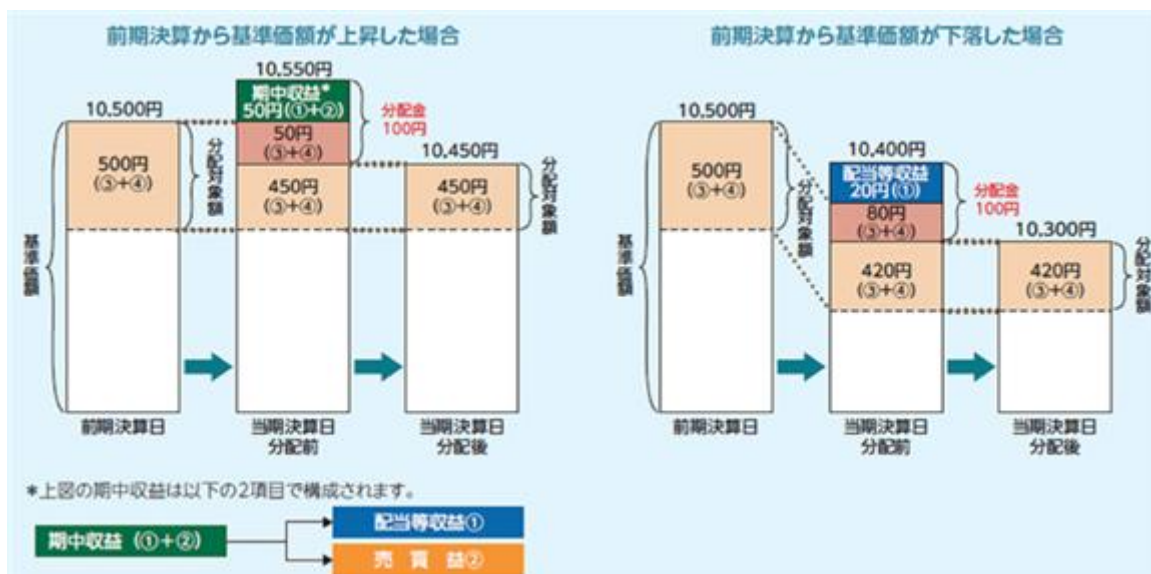 前期決算から基準価額が上昇した場合
10,550円
期中収益*
50円(①+②)
10,500円
分配金
100円
50円
(③+④)
10,450円
500円
(③+④)
分配対象額
450円
(③+④)
450円
(③+④)
分配対象額
基準価額
前期決算日
当期決算日
分配前
当期決算日
分配後
前期決算から基準価額が下落した場合
10,500円
10,400円
500円
(③+④)
分配対象額
配当等収益
20円(①)
分配金
100円
80円
(③+④)
10,300円
420円
(③+④)
420円
(③+④)
分配対象額
基準価額
前期決算日
当期決算日
分配前
当期決算日
分配後
*上図の期中収益は以下の2項目で構成されます。
期中収益(①+②)
配当等収益①
売買益②